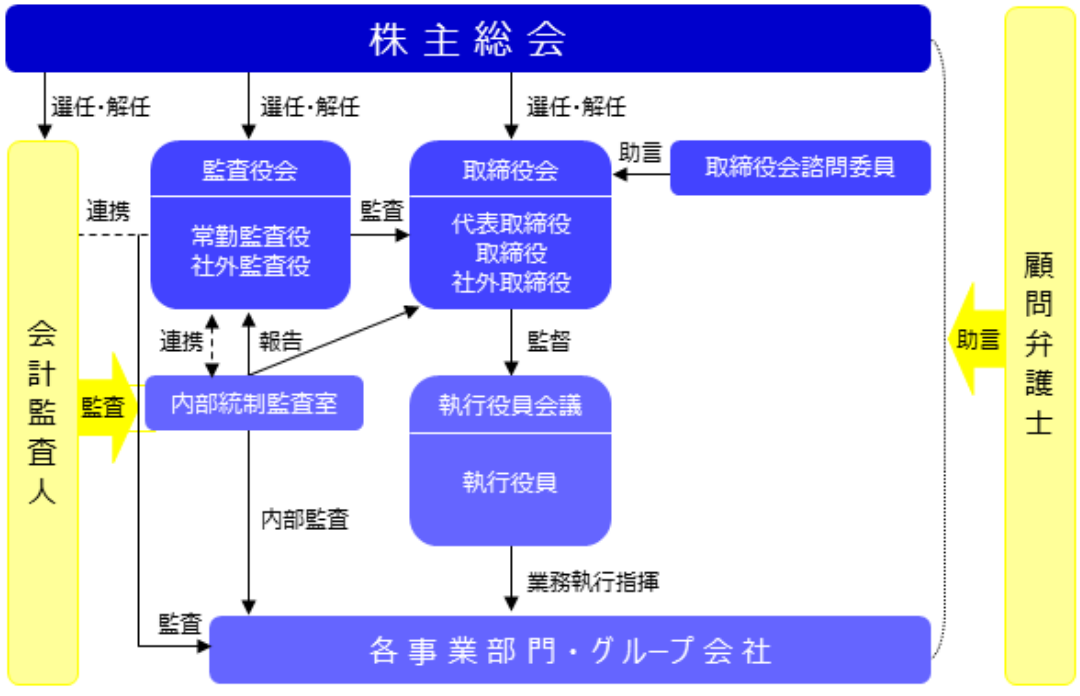 株主総会
選任・解任
選任・解任
選任・解任
監査役会
常勤監査役
社外監査役
監査
取締役会
代表取締役
取締役
社外取締役
助言
取締役会諮問委員
連携
連携
報告
監督
会計監査人
監査
内部統制監査室
執行役員会議
執行役員
助言
顧問弁護士
内部監査
業務執行指揮
監査
各事業部門・グループ会社